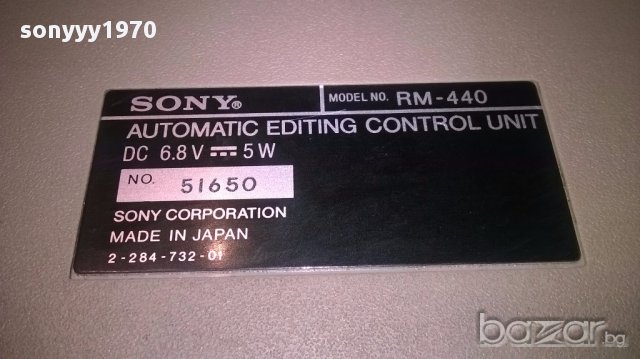 sonyyy1970
SONY® MODEL NO. RM-440
AUTOMATIC EDITING CONTROL UNIT
DC 6.8V ⎓ 5W
NO. 51650
SONY CORPORATION
MADE IN JAPAN
2-284-732-01
bazar.bg